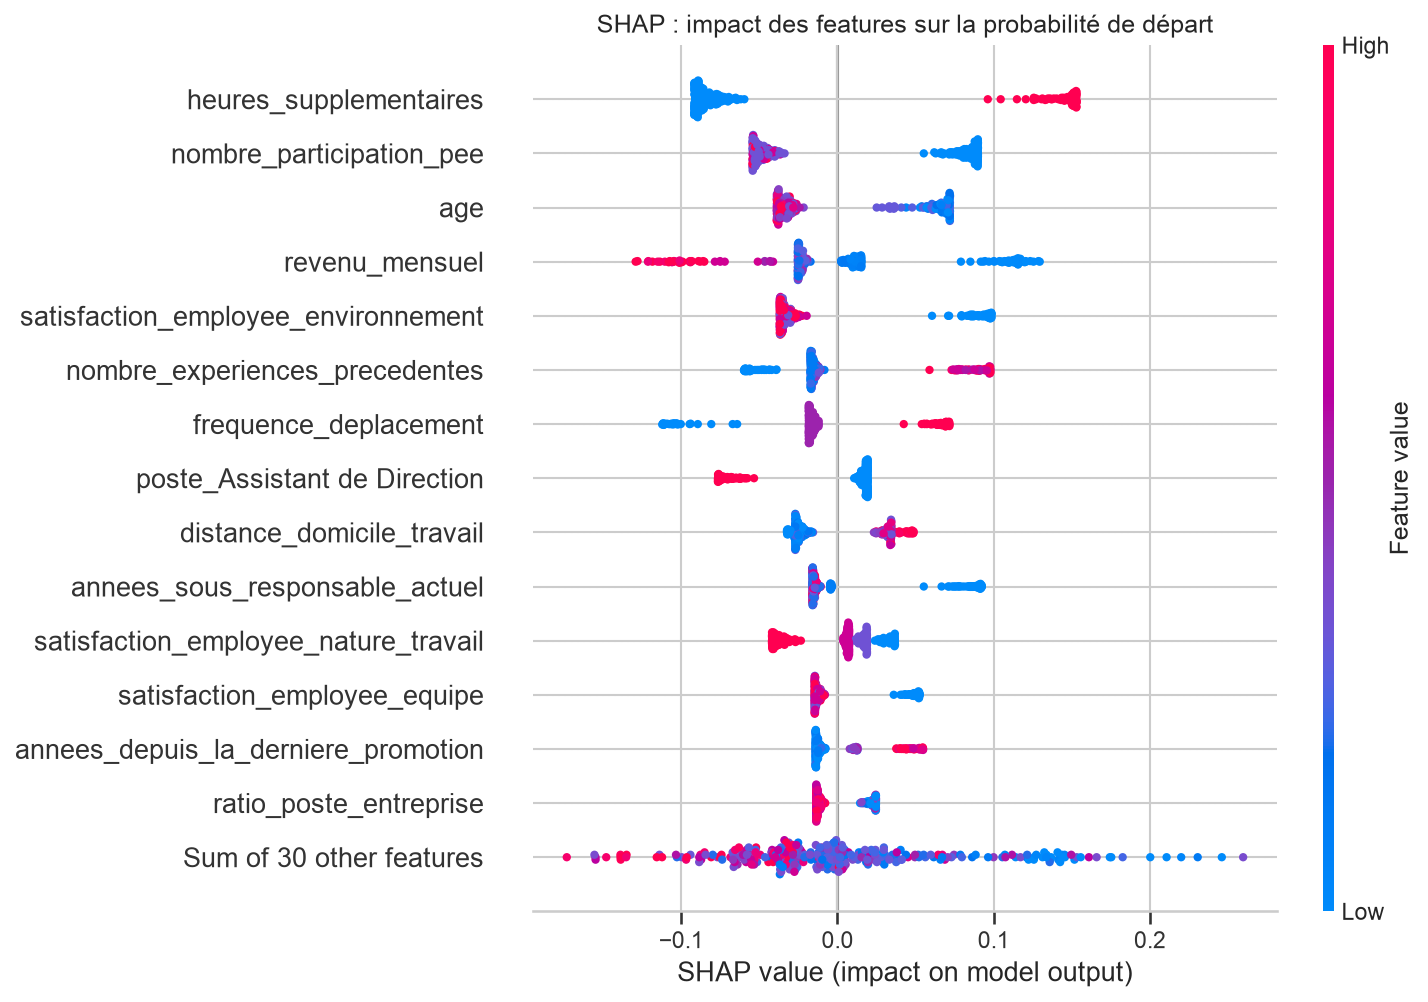 SHAP : impact des features sur la probabilité de départ
High
heures_supplementaires
nombre_participation_pee
age
revenu_mensuel
satisfaction_employee_environnement
nombre_experiences_precedentes
frequence_deplacement
poste_Assistant de Direction
distance_domicile_travail
annees_sous_responsable_actuel
satisfaction_employee_nature_travail
satisfaction_employee_equipe
annees_depuis_la_derniere_promotion
ratio_poste_entreprise
Sum of 30 other features
Feature value
Low
−0.1 0.0 0.1 0.2
SHAP value (impact on model output)